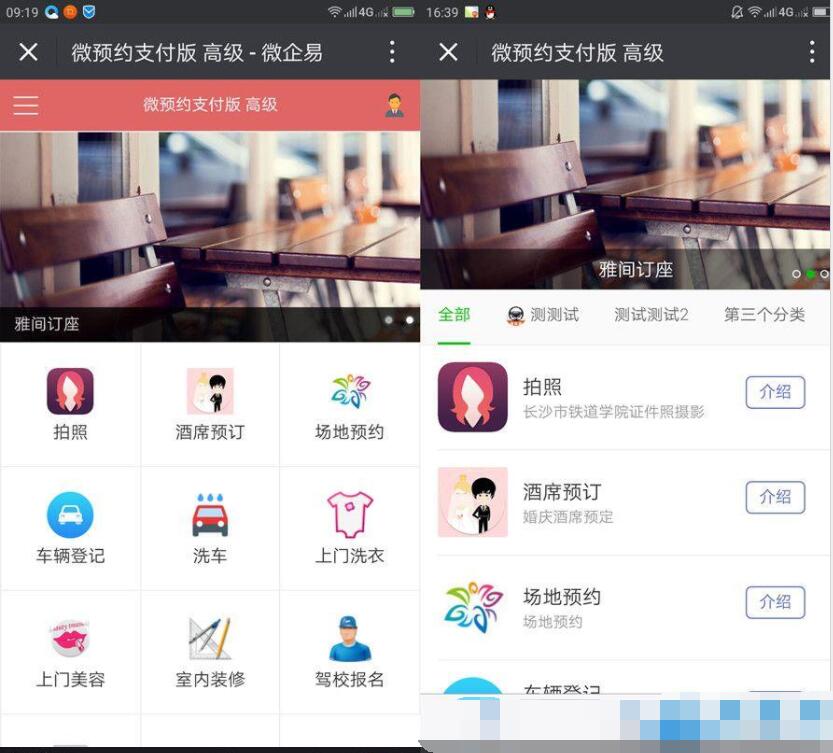 09:19
4G
微预约支付版 高级 - 微企易
微预约支付版 高级
雅间订座
拍照
酒席预订
场地预约
车辆登记
洗车
上门洗衣
上门美容
室内装修
驾校报名
16:39
4G
微预约支付版 高级
雅间订座
全部
测测试
测试测试2
第三个分类
拍照
长沙市铁道学院证件照摄影
介绍
酒席预订
婚庆酒席预定
介绍
场地预约
场地预约
介绍
车辆登记